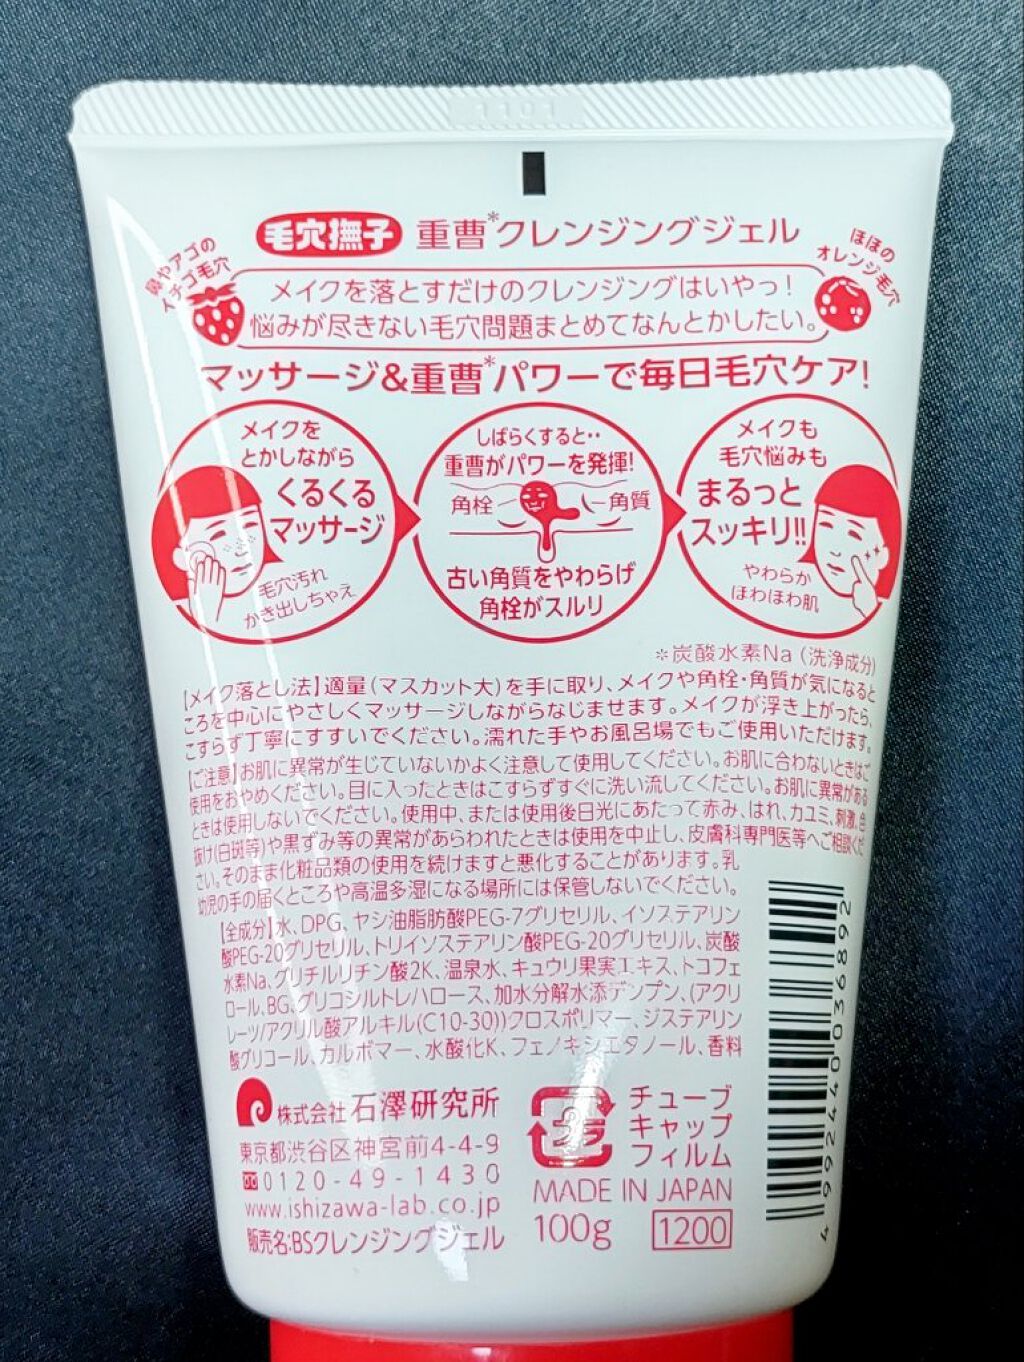 1101
毛穴撫子 重曹*クレンジングジェル
鼻やアゴの
イチゴ毛穴
ほほの
オレンジ毛穴
メイクを落とすだけのクレンジングはいやっ!
悩みが尽きない毛穴問題まとめてなんとかしたい。
マッサージ&重曹*パワーで毎日毛穴ケア!
メイクを
とかしながら
くるくる
マッサージ
毛穴汚れ
かき出しちゃえ
しばらくすると‥
重曹がパワーを発揮!
角栓
角質
古い角質をやわらげ
角栓がスルリ
メイクも
毛穴悩みも
まるっと
スッキリ!!
やわらか
ほわほわ肌
*炭酸水素Na(洗浄成分)
【メイク落とし法】適量(マスカット大)を手に取り、メイクや角栓・角質が気になると
ころを中心にやさしくマッサージしながらなじませます。メイクが浮き上がったら、
こすらず丁寧にすすいでください。濡れた手やお風呂場でもご使用いただけます。
【ご注意】お肌に異常が生じていないかよく注意して使用してください。お肌に合わないときはご
使用をおやめください。目に入ったときはこすらずすぐに洗い流してください。お肌に異常がある
ときは使用しないでください。使用中、または使用後日光にあたって赤み、はれ、カユミ、刺激、色
抜け(白斑等)や黒ずみ等の異常があらわれたときは使用を中止し、皮膚科専門医等へご相談くだ
さい。そのまま化粧品類の使用を続けますと悪化することがあります。乳
幼児の手の届くところや高温多湿になる場所には保管しないでください。
【全成分】水、DPG、ヤシ油脂肪酸PEG-7グリセリル、イソステアリン
酸PEG-20グリセリル、トリイソステアリン酸PEG-20グリセリル、炭酸
水素Na、グリチルリチン酸2K、温泉水、キュウリ果実エキス、トコフェ
ロール、BG、グリコシルトレハロース、加水分解水添デンプン、(アクリ
レーツ/アクリル酸アルキル(C10-30))クロスポリマー、ジステアリン
酸グリコール、カルボマー、水酸化K、フェノキシエタノール、香料
株式会社 石澤研究所
東京都渋谷区神宮前4-4-9
0120-49-1430
www.ishizawa-lab.co.jp
販売名:BSクレンジングジェル
プラ
チューブ
キャップ
フィルム
MADE IN JAPAN
100g 1200
4992440036892